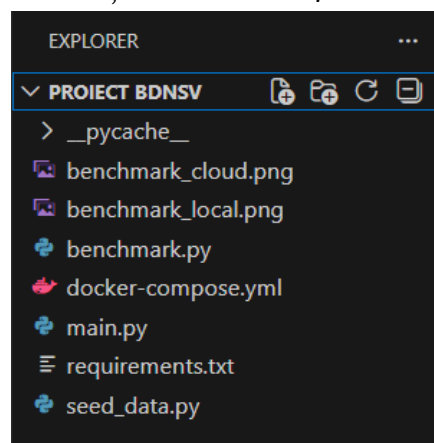 EXPLORER
PROIECT BDNSV
__pycache__
benchmark_cloud.png
benchmark_local.png
benchmark.py
docker-compose.yml
main.py
requirements.txt
seed_data.py